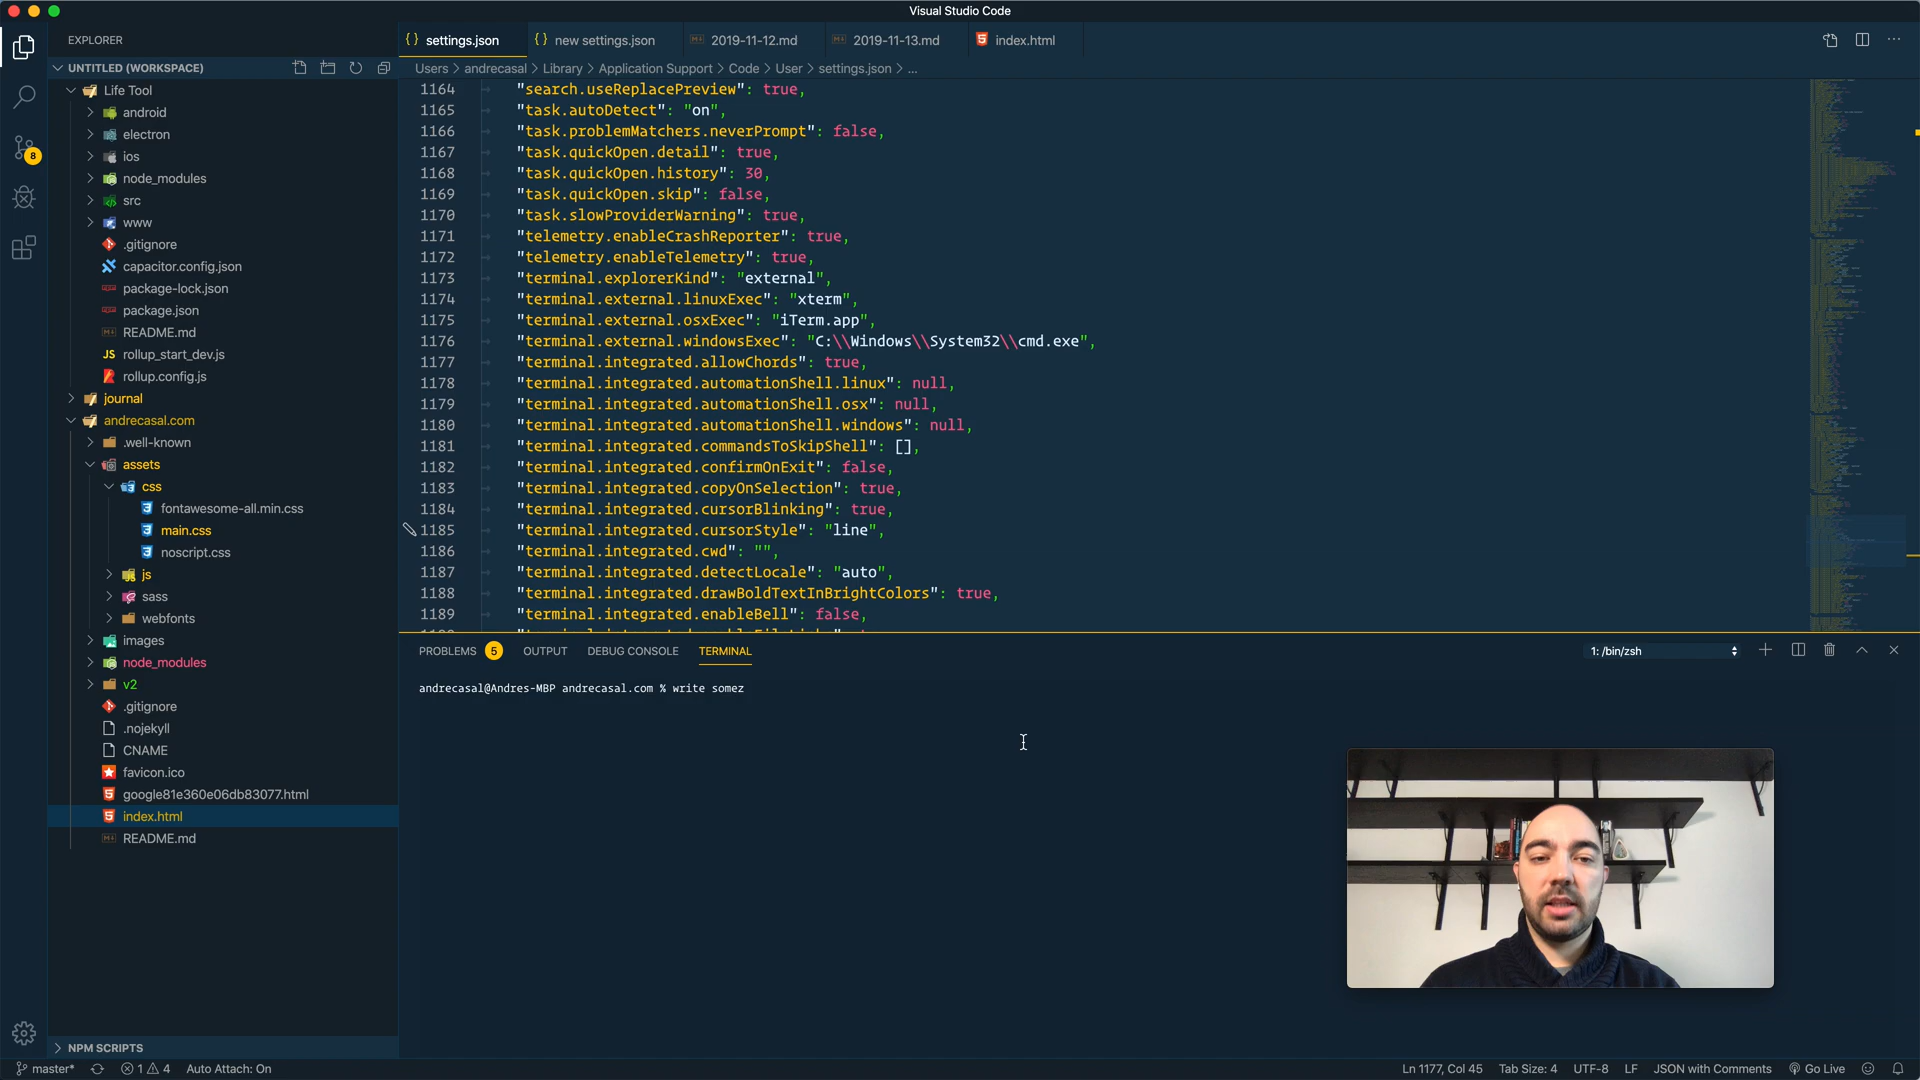 Visual Studio Code
EXPLORER
UNTITLED (WORKSPACE)
Life Tool
android
electron
ios
node_modules
src
www
.gitignore
capacitor.config.json
package-lock.json
package.json
README.md
JS rollup_start_dev.js
rollup.config.js
journal
andrecasal.com
.well-known
assets
css
fontawesome-all.min.css
main.css
noscript.css
js
sass
webfonts
images
node_modules
v2
.gitignore
.nojekyll
CNAME
favicon.ico
google81e360e06db83077.html
index.html
README.md
NPM SCRIPTS
8
{} settings.json
{} new settings.json
2019-11-12.md
2019-11-13.md
index.html
Users > andrecasal > Library > Application Support > Code > User > settings.json > ...
1164 "search.useReplacePreview": true,
1165 "task.autoDetect": "on",
1166 "task.problemMatchers.neverPrompt": false,
1167 "task.quickOpen.detail": true,
1168 "task.quickOpen.history": 30,
1169 "task.quickOpen.skip": false,
1170 "task.slowProviderWarning": true,
1171 "telemetry.enableCrashReporter": true,
1172 "telemetry.enableTelemetry": true,
1173 "terminal.explorerKind": "external",
1174 "terminal.external.linuxExec": "xterm",
1175 "terminal.external.osxExec": "iTerm.app",
1176 "terminal.external.windowsExec": "C:\\Windows\\System32\\cmd.exe",
1177 "terminal.integrated.allowChords": true,
1178 "terminal.integrated.automationShell.linux": null,
1179 "terminal.integrated.automationShell.osx": null,
1180 "terminal.integrated.automationShell.windows": null,
1181 "terminal.integrated.commandsToSkipShell": [],
1182 "terminal.integrated.confirmOnExit": false,
1183 "terminal.integrated.copyOnSelection": true,
1184 "terminal.integrated.cursorBlinking": true,
1185 "terminal.integrated.cursorStyle": "line",
1186 "terminal.integrated.cwd": "",
1187 "terminal.integrated.detectLocale": "auto",
1188 "terminal.integrated.drawBoldTextInBrightColors": true,
1189 "terminal.integrated.enableBell": false,
PROBLEMS 5 OUTPUT DEBUG CONSOLE TERMINAL
1: /bin/zsh
andrecasal@Andres-MBP andrecasal.com % write somez
master* 1 4 Auto Attach: On
Ln 1177, Col 45 Tab Size: 4 UTF-8 LF JSON with Comments Go Live